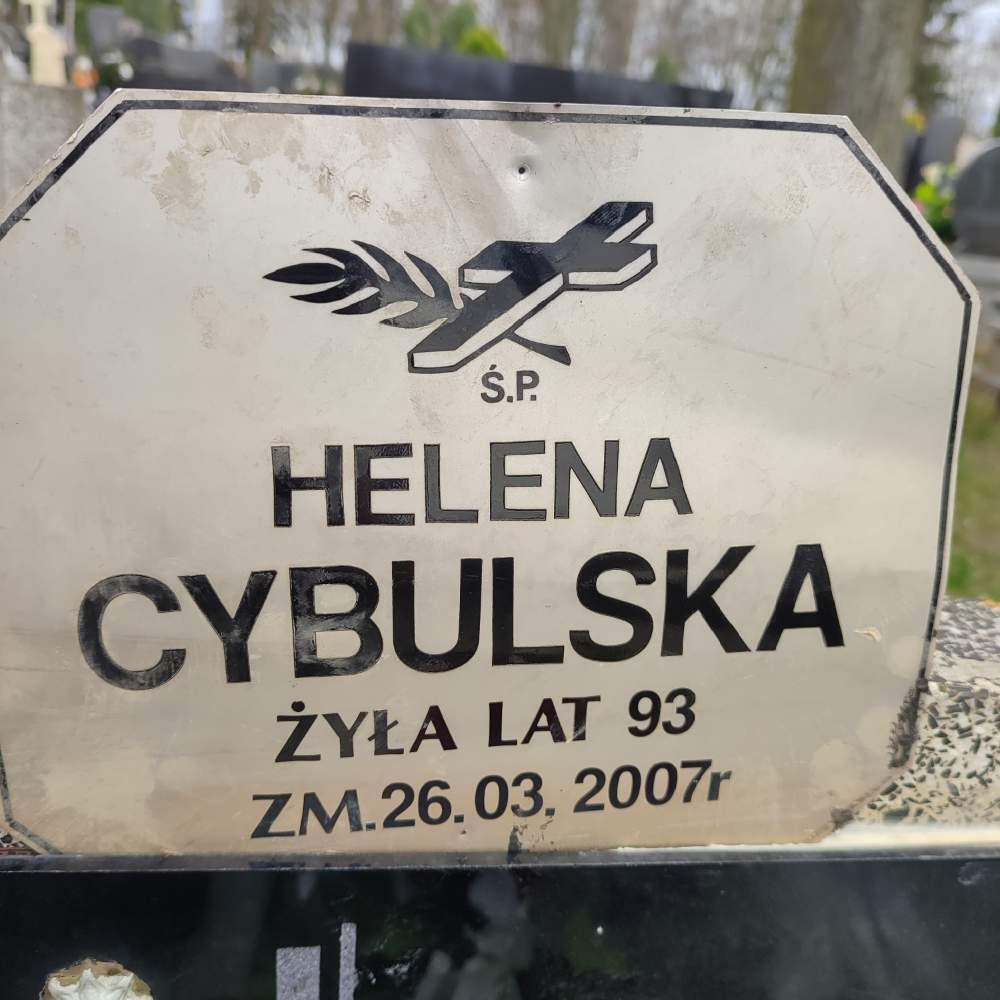 Ś.P.
HELENA
CYBULSKA
ŻYŁA LAT 93
ZM. 26. 03. 2007r